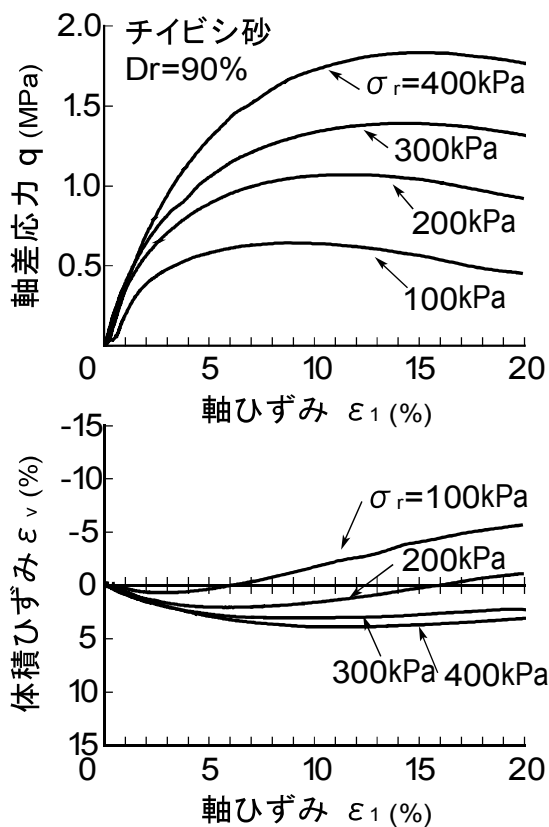 チイビシ砂
Dr=90%
軸差応力 q (MPa)
2.0
1.5
1.0
0.5
σr=400kPa
300kPa
200kPa
100kPa
0 5 10 15 20
軸ひずみ ε1 (%)
体積ひずみ εv (%)
-15
-10
-5
0
5
10
15
σr=100kPa
200kPa
300kPa
400kPa
0 5 10 15 20
軸ひずみ ε1 (%)